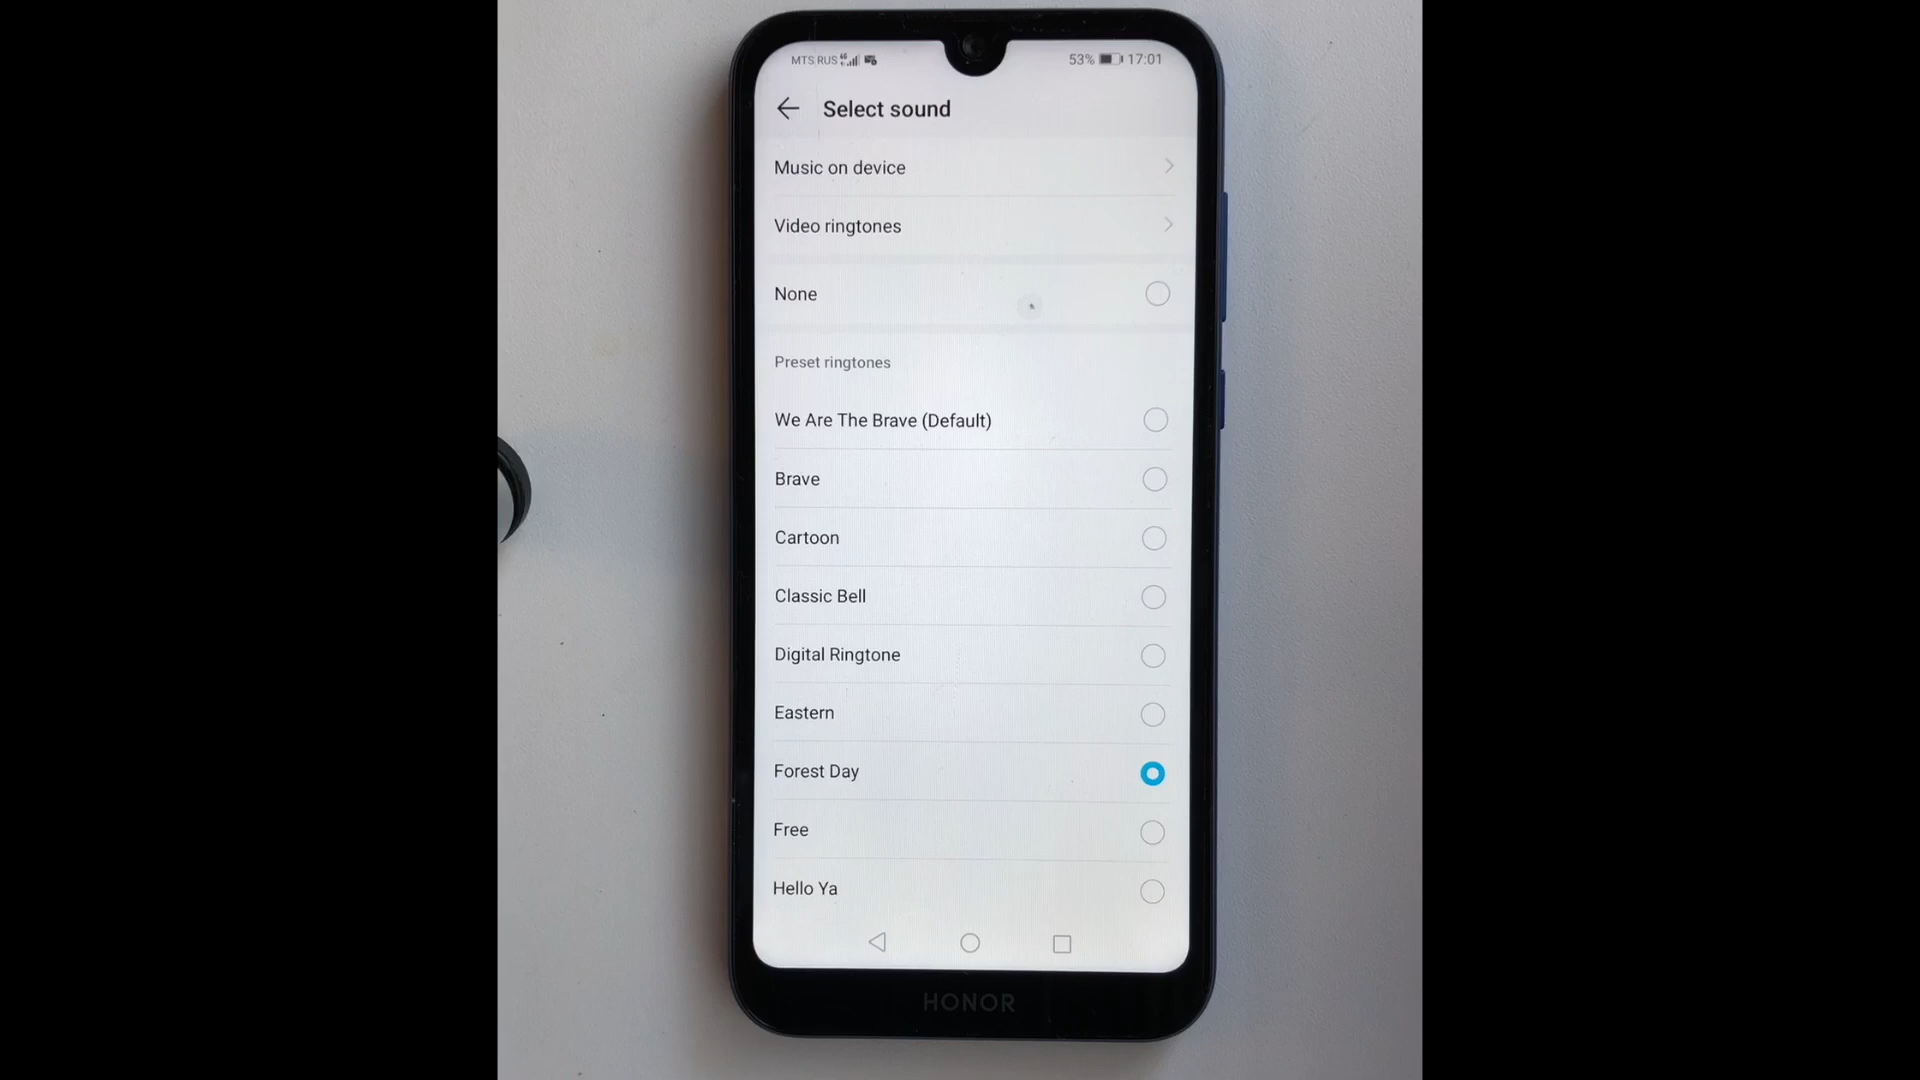 MTS RUS 53% 17:01
Select sound
Music on device
Video ringtones
None
Preset ringtones
We Are The Brave (Default)
Brave
Cartoon
Classic Bell
Digital Ringtone
Eastern
Forest Day
Free
Hello Ya
HONOR